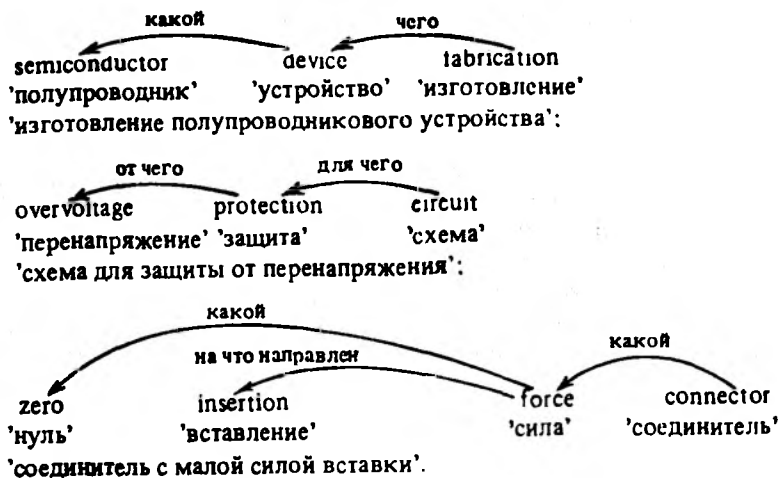 какой чего
semiconductor device fabrication
'полупроводник' 'устройство' 'изготовление'
'изготовление полупроводникового устройства';
от чего для чего
overvoltage protection circuit
'перенапряжение' 'защита' 'схема'
'схема для защиты от перенапряжения';
какой
какой
на что направлен
zero insertion force connector
'нуль' 'вставление' 'сила' 'соединитель'
'соединитель с малой силой вставки'.